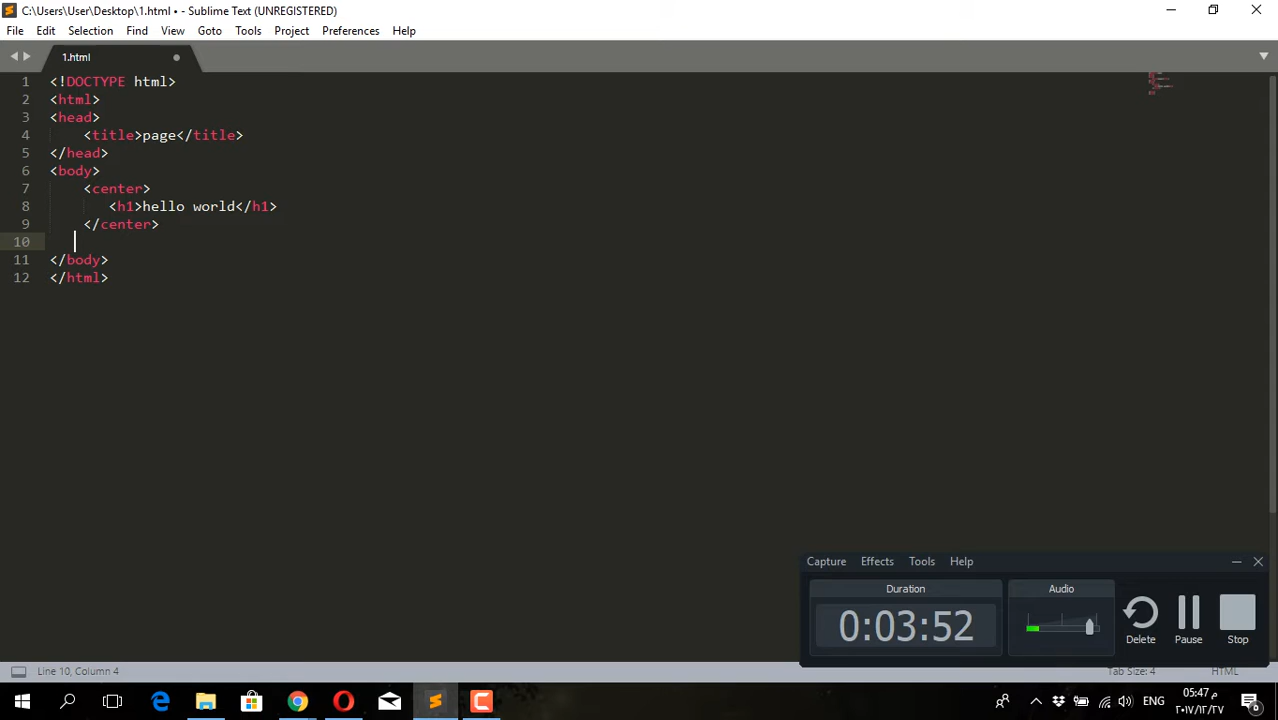 C:\Users\User\Desktop\1.html • - Sublime Text (UNREGISTERED)
File Edit Selection Find View Goto Tools Project Preferences Help
1.html
1 <!DOCTYPE html>
2 <html>
3 <head>
4 <title>page</title>
5 </head>
6 <body>
7 <center>
8 <h1>hello world</h1>
9 </center>
10
11 </body>
12 </html>
Capture Effects Tools Help
Duration Audio
0:03:52
Delete Pause Stop
Line 10, Column 4 Tab Size: 4 HTML
ENG 05:47 م
٢٠١٧/١٢/٢٧